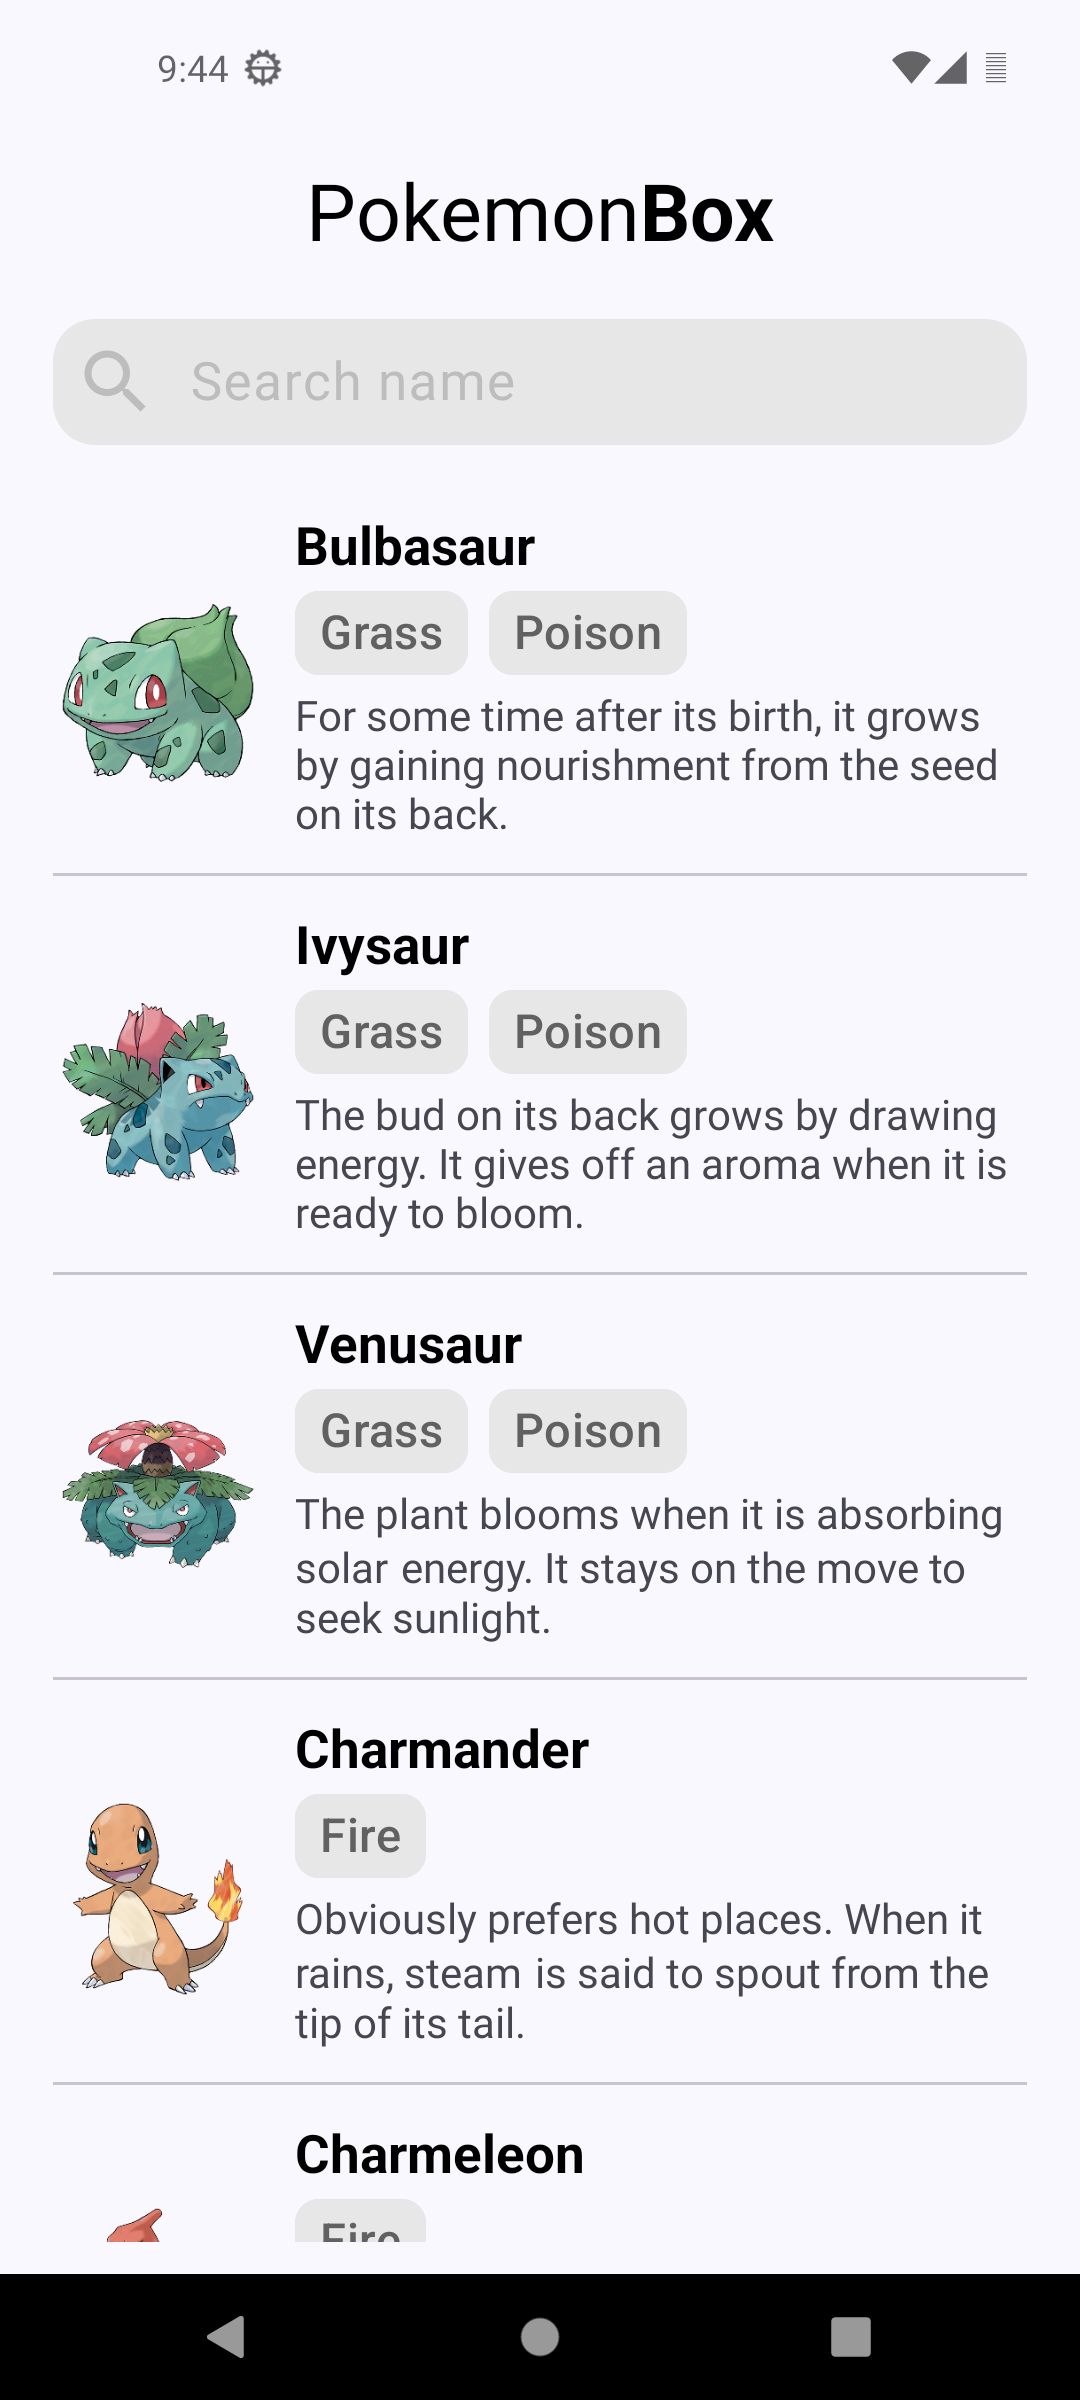 9:44
PokemonBox
Search name
Bulbasaur
Grass Poison
For some time after its birth, it grows
by gaining nourishment from the seed
on its back.
Ivysaur
Grass Poison
The bud on its back grows by drawing
energy. It gives off an aroma when it is
ready to bloom.
Venusaur
Grass Poison
The plant blooms when it is absorbing
solar energy. It stays on the move to
seek sunlight.
Charmander
Fire
Obviously prefers hot places. When it
rains, steam is said to spout from the
tip of its tail.
Charmeleon
Fire